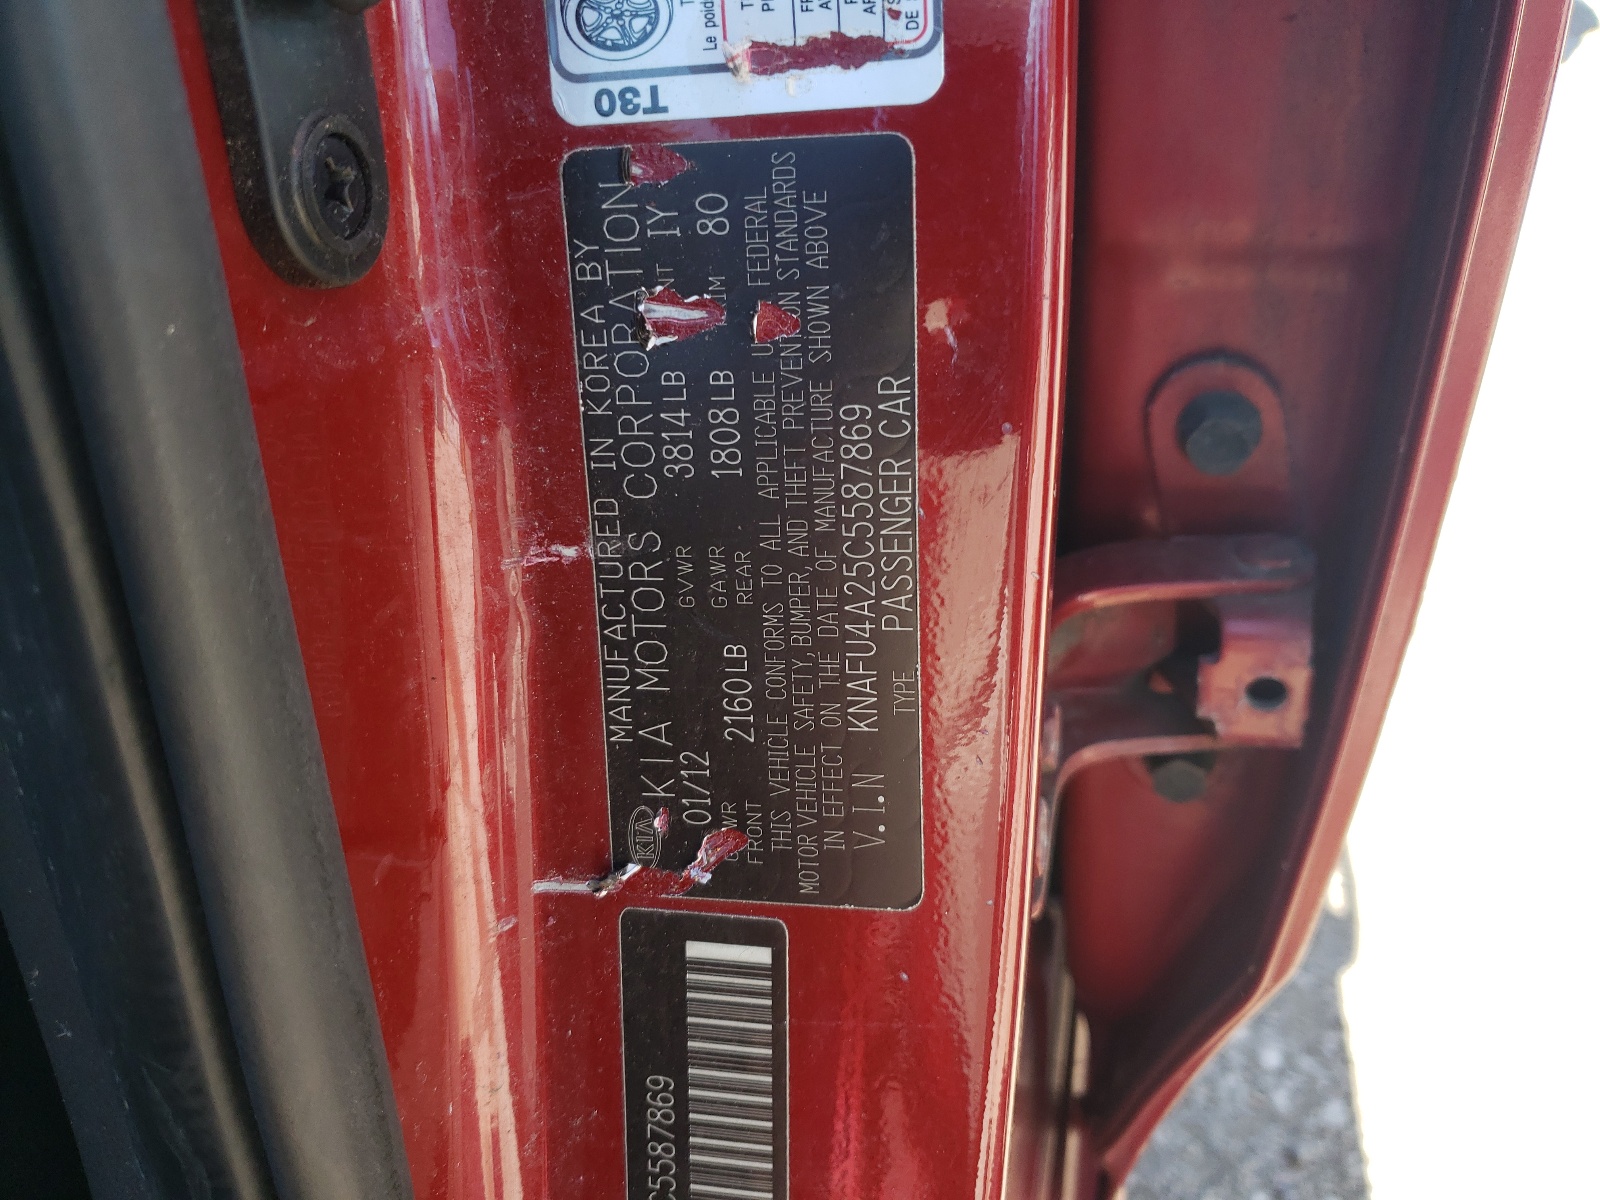 T30
Le
MANUFACTURED IN KOREA BY
KIA KIA MOTORS CORPORATION
01/12 GVWR 3814LB IY
2160LB GAWR 1808LB 80
FRONT REAR
THIS VEHICLE CONFORMS TO ALL APPLICABLE FEDERAL
MOTOR VEHICLE SAFETY, BUMPER, AND THEFT PREVENTION STANDARDS
IN EFFECT ON THE DATE OF MANUFACTURE SHOWN ABOVE
V.I.N KNAFU4A25C5587869
TYPE PASSENGER CAR
C5587869